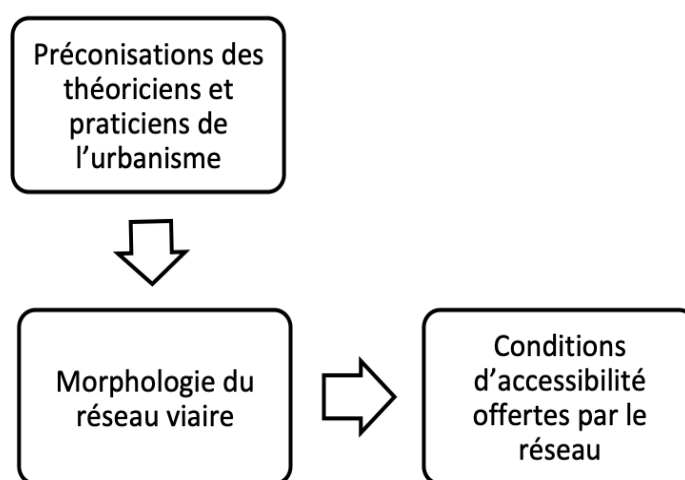 Préconisations des
théoriciens et
praticiens de
l'urbanisme
Morphologie du
réseau viaire
Conditions
d'accessibilité
offertes par le
réseau